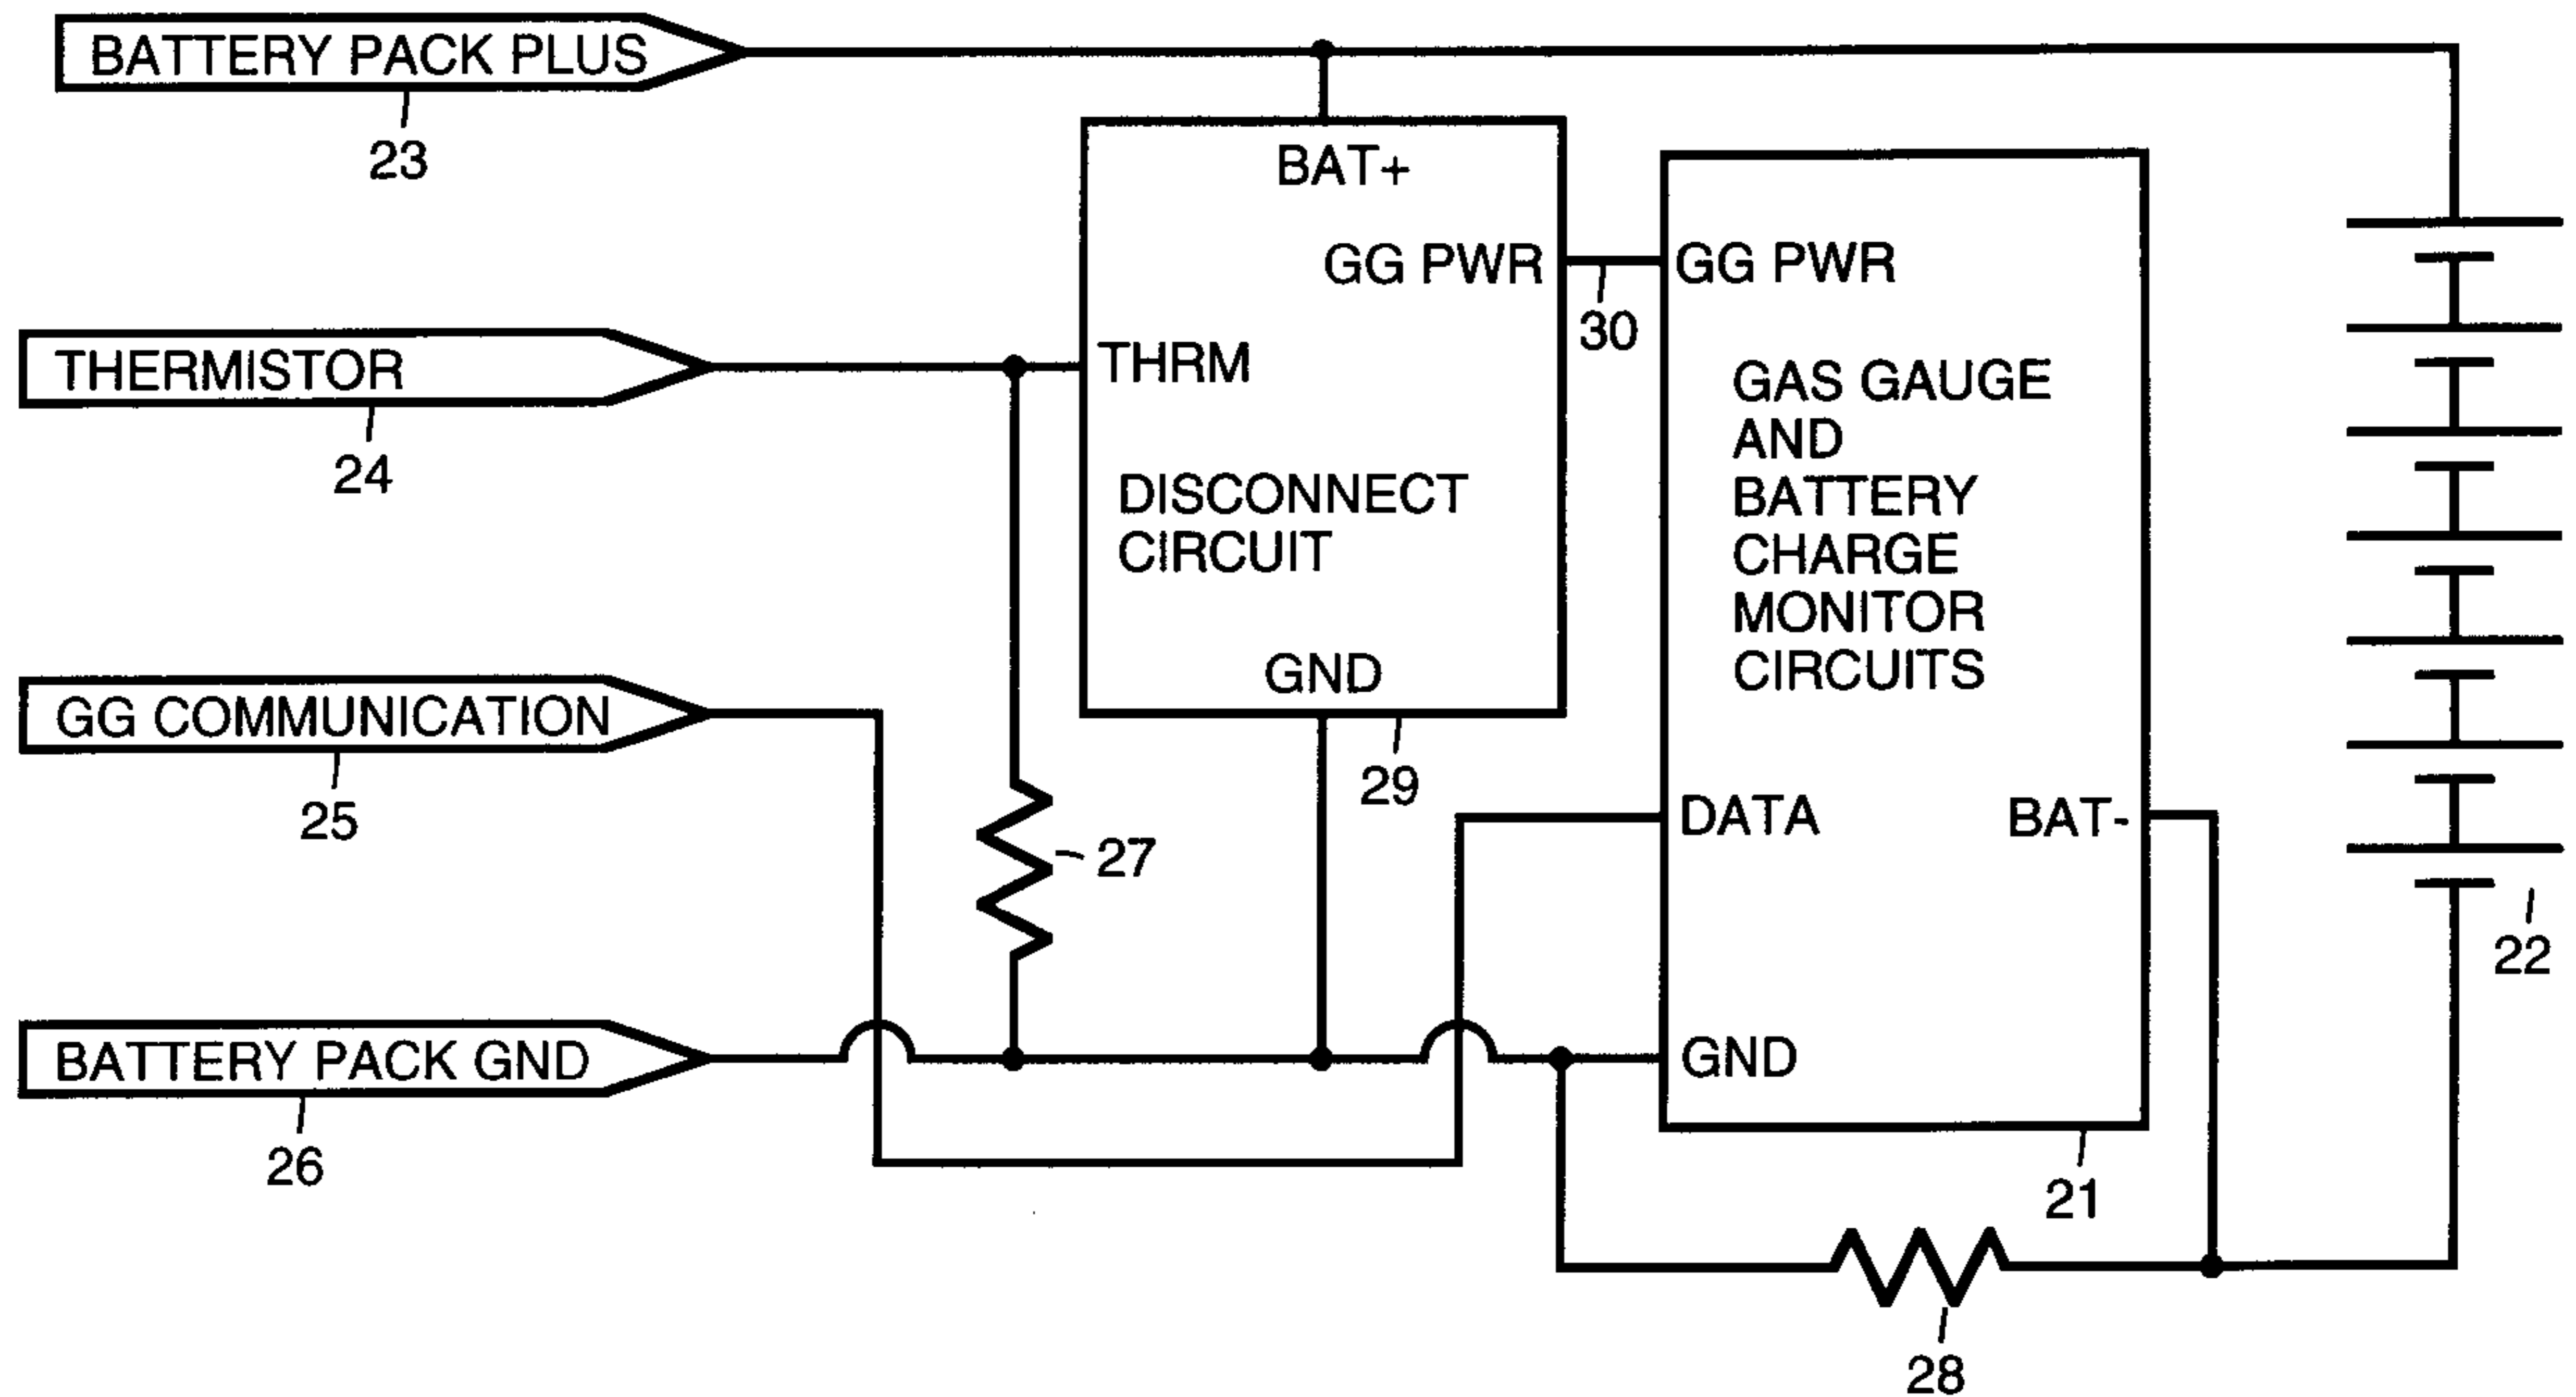 BATTERY PACK PLUS
23
BAT+
GG PWR
GG PWR
30
THERMISTOR
24
THRM
DISCONNECT
CIRCUIT
GND
29
GAS GAUGE
AND
BATTERY
CHARGE
MONITOR
CIRCUITS
GG COMMUNICATION
25
27
DATA
BAT-
22
BATTERY PACK GND
26
GND
21
28